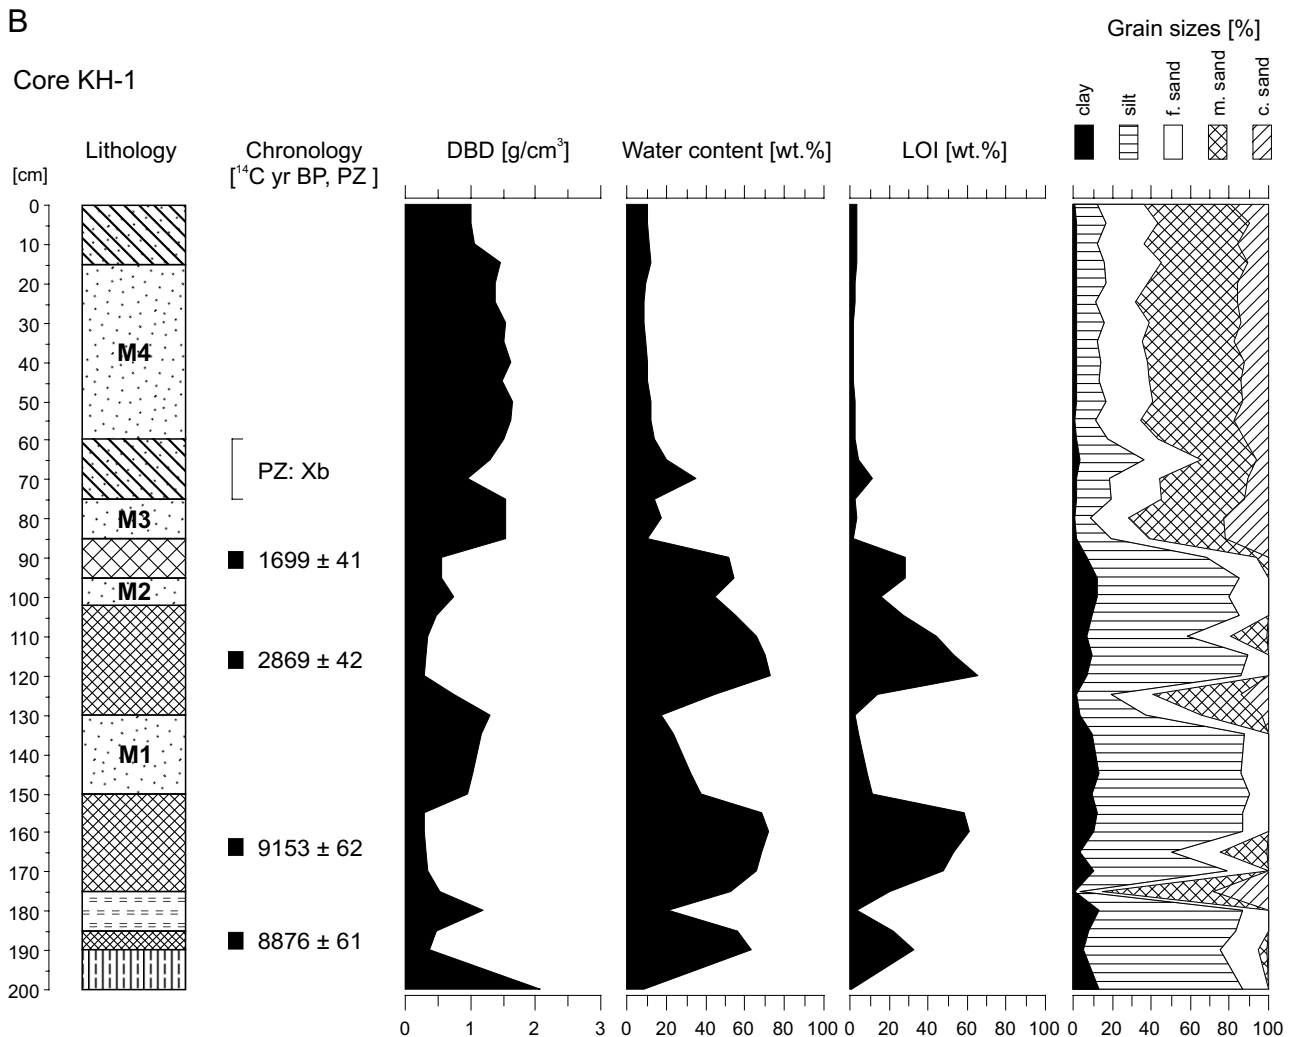 B
Core KH-1
Grain sizes [%]
clay
silt
f. sand
m. sand
c. sand
Lithology
Chronology
[¹⁴C yr BP, PZ ]
DBD [g/cm³]
Water content [wt.%]
LOI [wt.%]
[cm]
0
10
20
30
40
50
60
70
80
90
100
110
120
130
140
150
160
170
180
190
200
M4
M3
M2
M1
PZ: Xb
1699 ± 41
2869 ± 42
9153 ± 62
8876 ± 61
0 1 2 3
0 20 40 60 80 100
0 20 40 60 80 100
0 20 40 60 80 100